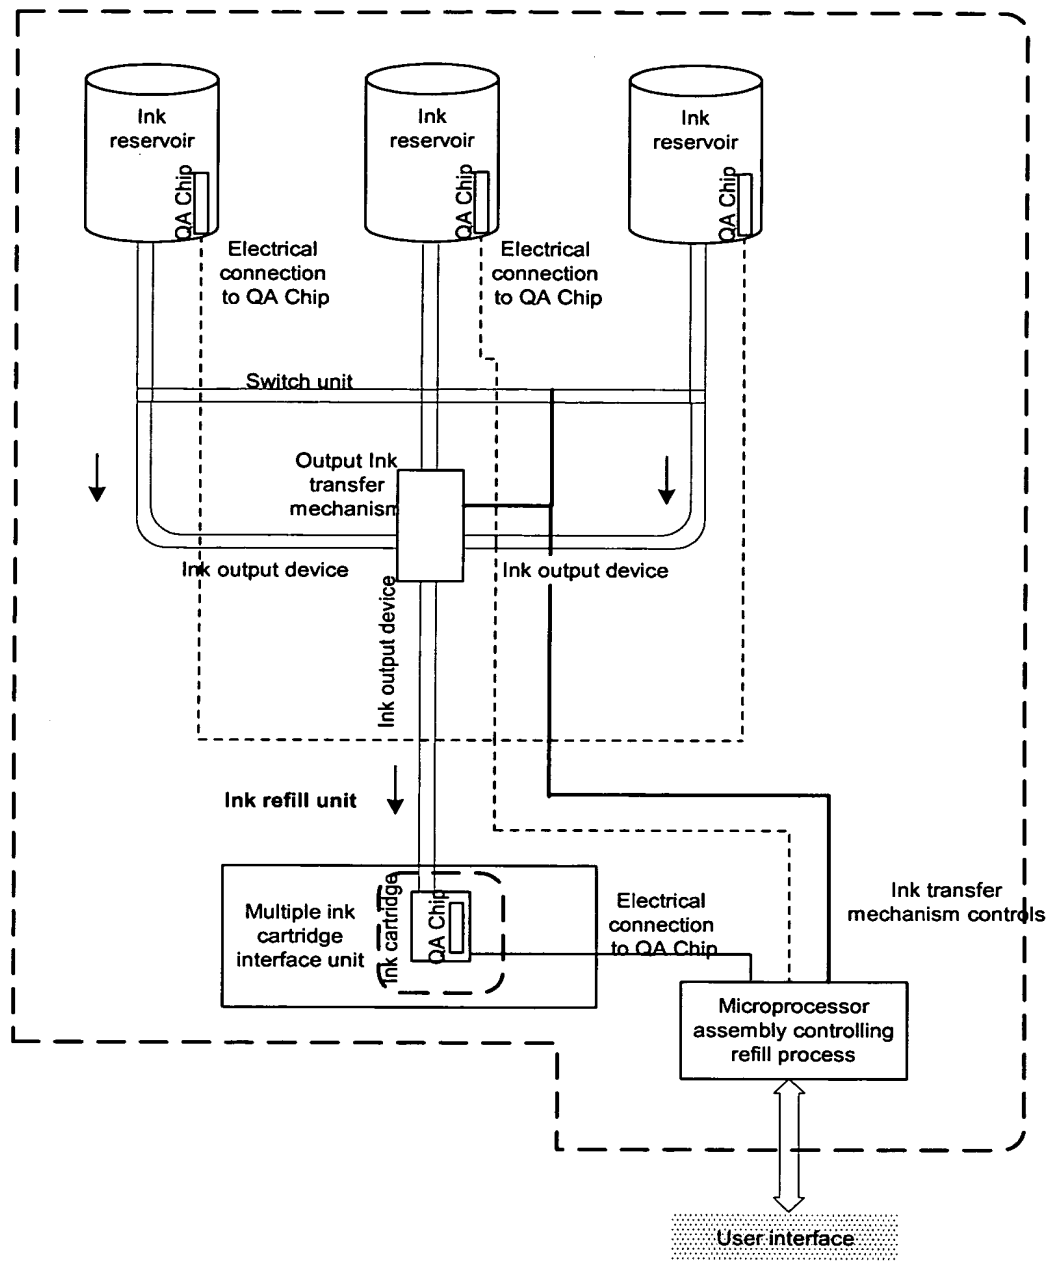 Ink
reservoir
QA Chip
Ink
reservoir
QA Chip
Ink
reservoir
QA Chip
Electrical
connection
to QA Chip
Electrical
connection
to QA Chip
Switch unit
Output Ink
transfer
mechanism
Ink output device
Ink output device
Ink output device
Ink refill unit
Multiple ink
cartridge
interface unit
Ink cartridge
QA Chip
Electrical
connection
to QA Chip
Ink transfer
mechanism controls
Microprocessor
assembly controlling
refill process
User interface